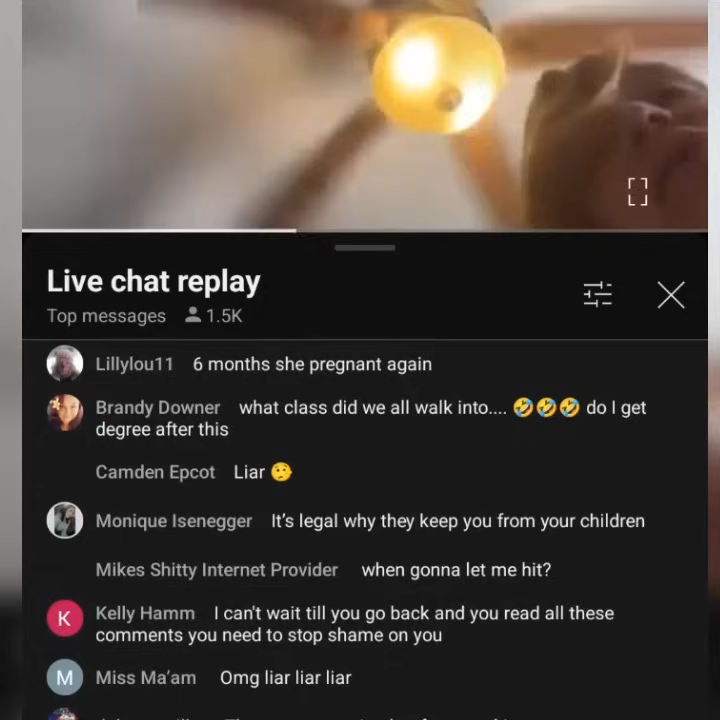 Live chat replay
Top messages 1.5K
Lillylou11 6 months she pregnant again
Brandy Downer what class did we all walk into.... 🤣🤣🤣 do I get
degree after this
Camden Epcot Liar 🤥
Monique Isenegger It's legal why they keep you from your children
Mikes Shitty Internet Provider when gonna let me hit?
K Kelly Hamm I can't wait till you go back and you read all these
comments you need to stop shame on you
M Miss Ma'am Omg liar liar liar